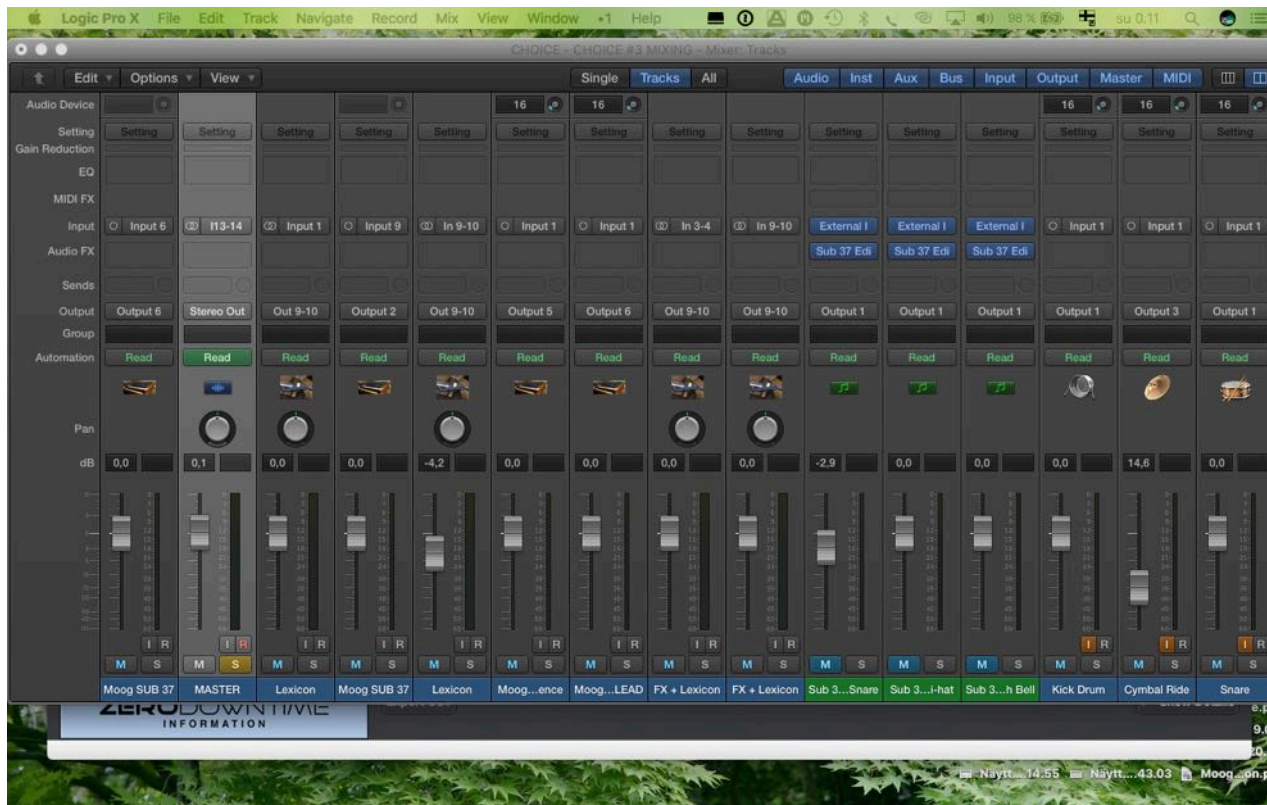 Logic Pro X File Edit Track Navigate Record Mix View Window 1 Help 98 % su 0.11
CHOICE - CHOICE #3 MIXING - Mixer: Tracks
Edit Options View Single Tracks All Audio Inst Aux Bus Input Output Master MIDI
Audio Device 16 16 16 16 16
Setting Setting Setting Setting Setting Setting Setting Setting Setting Setting Setting Setting Setting Setting Setting Setting
Gain Reduction
EQ
MIDI FX
Input Input 6 I13-14 Input 1 Input 9 In 9-10 Input 1 Input 1 In 3-4 In 9-10 External I External I External I Input 1 Input 1 Input 1
Audio FX Sub 37 Edi Sub 37 Edi Sub 37 Edi
Sends
Output Output 6 Stereo Out Out 9-10 Output 2 Out 9-10 Output 5 Output 6 Out 9-10 Out 9-10 Output 1 Output 1 Output 1 Output 1 Output 3 Output 1
Group
Automation Read Read Read Read Read Read Read Read Read Read Read Read Read Read Read
Pan
dB 0,0 0,1 0,0 0,0 -4,2 0,0 0,0 0,0 0,0 -2,9 0,0 0,0 0,0 14,6 0,0
I R I R I R I R I R I R I R I R I R I R I R I R
M S M S M S M S M S M S M S M S M S M S M S M S M S M S M S
Moog SUB 37 MASTER Lexicon Moog SUB 37 Lexicon Moog...ence Moog...LEAD FX + Lexicon FX + Lexicon Sub 3...Snare Sub 3...i-hat Sub 3...h Bell Kick Drum Cymbal Ride Snare
ZERODOWNTIME
INFORMATION
Näytt....14.55 Näytt....43.03 Moog...on.p